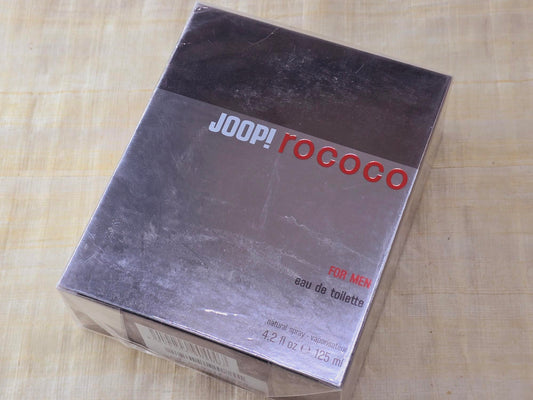 JOOP! rococo
FOR MEN
eau de toilette
natural spray - vaporisateur
4.2 fl oz ℮ 125 ml